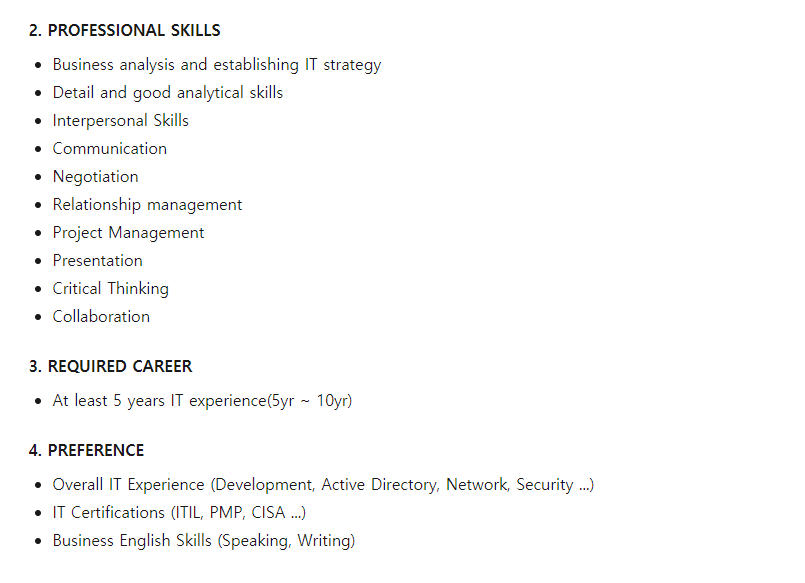 2. PROFESSIONAL SKILLS
• Business analysis and establishing IT strategy
• Detail and good analytical skills
• Interpersonal Skills
• Communication
• Negotiation
• Relationship management
• Project Management
• Presentation
• Critical Thinking
• Collaboration
3. REQUIRED CAREER
• At least 5 years IT experience(5yr ~ 10yr)
4. PREFERENCE
• Overall IT Experience (Development, Active Directory, Network, Security ...)
• IT Certifications (ITIL, PMP, CISA ...)
• Business English Skills (Speaking, Writing)